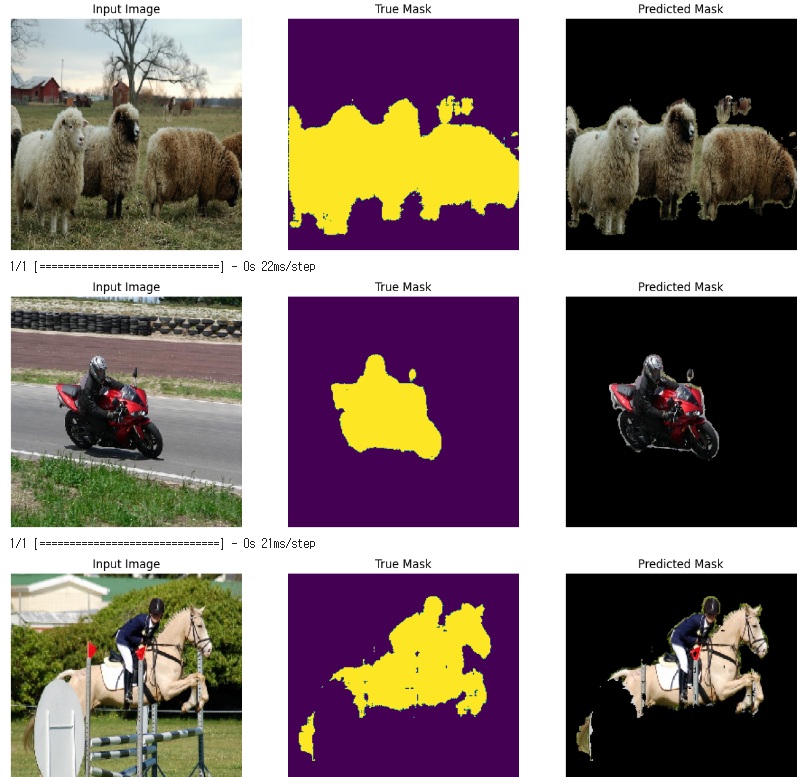 Input Image True Mask Predicted Mask
1/1 [==============================] - 0s 22ms/step
Input Image True Mask Predicted Mask
1/1 [==============================] - 0s 21ms/step
Input Image True Mask Predicted Mask